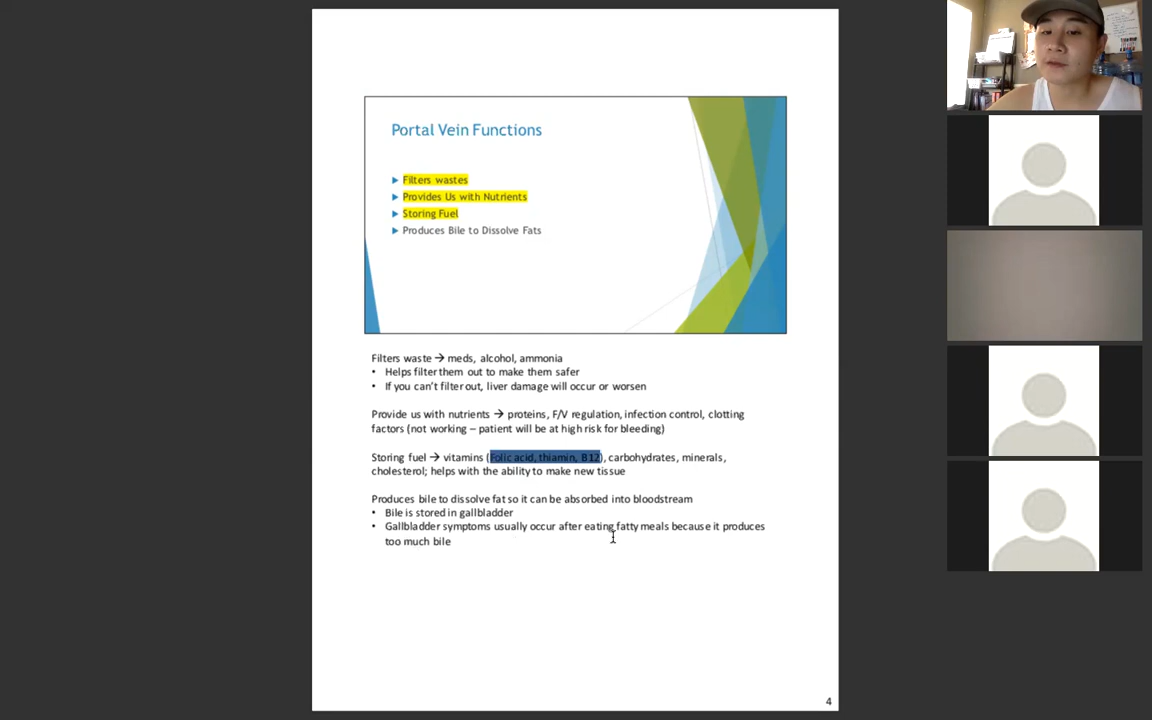 Portal Vein Functions
Filters wastes
Provides Us with Nutrients
Storing Fuel
Produces Bile to Dissolve Fats
Filters waste → meds, alcohol, ammonia
• Helps filter them out to make them safer
• If you can't filter out, liver damage will occur or worsen
Provide us with nutrients → proteins, F/V regulation, infection control, clotting
factors (not working – patient will be at high risk for bleeding)
Storing fuel → vitamins (Folic acid, thiamin, B12), carbohydrates, minerals,
cholesterol; helps with the ability to make new tissue
Produces bile to dissolve fat so it can be absorbed into bloodstream
• Bile is stored in gallbladder
• Gallbladder symptoms usually occur after eating fatty meals because it produces
too much bile
4